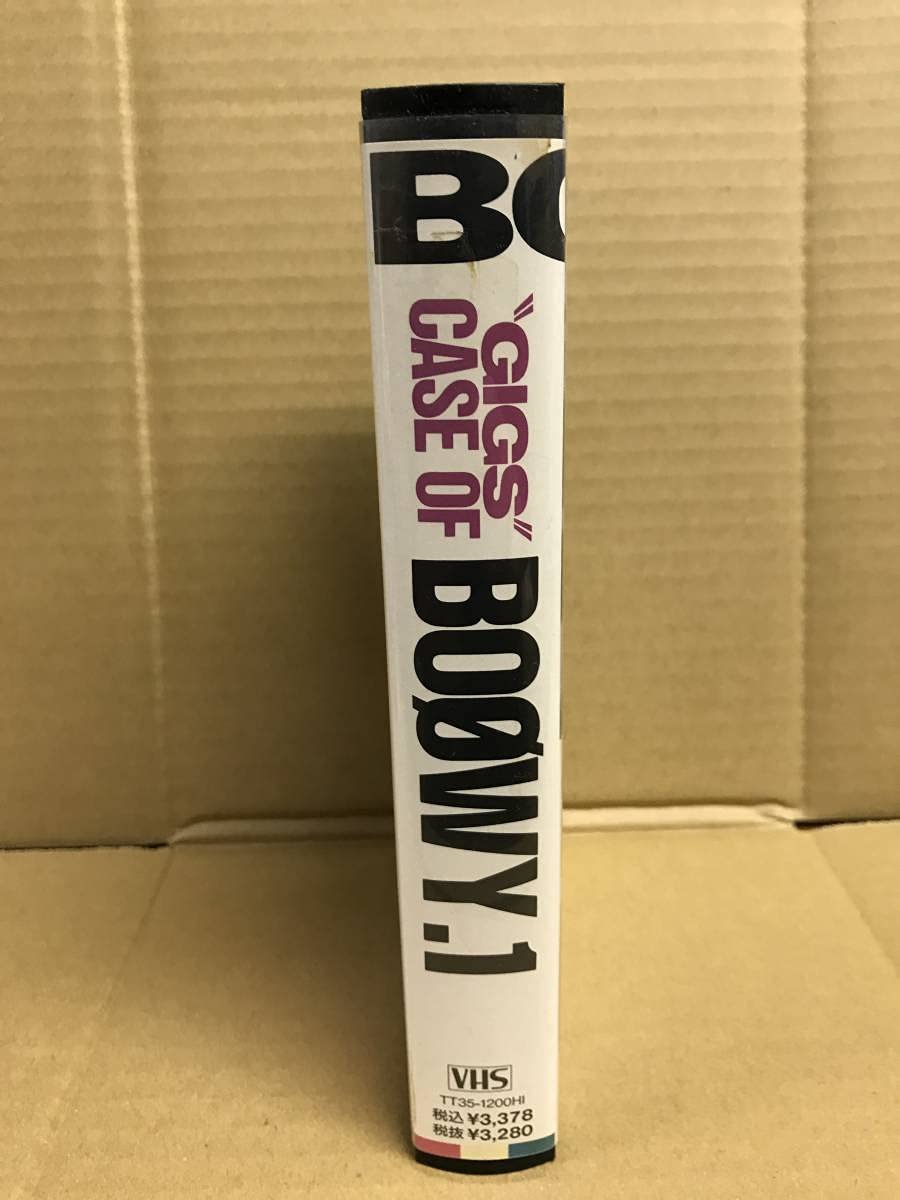 BO
"GIGS"
CASE OF
BOØWY.1
VHS
TT35-1200HI
税込 ¥3,378
税抜 ¥3,280